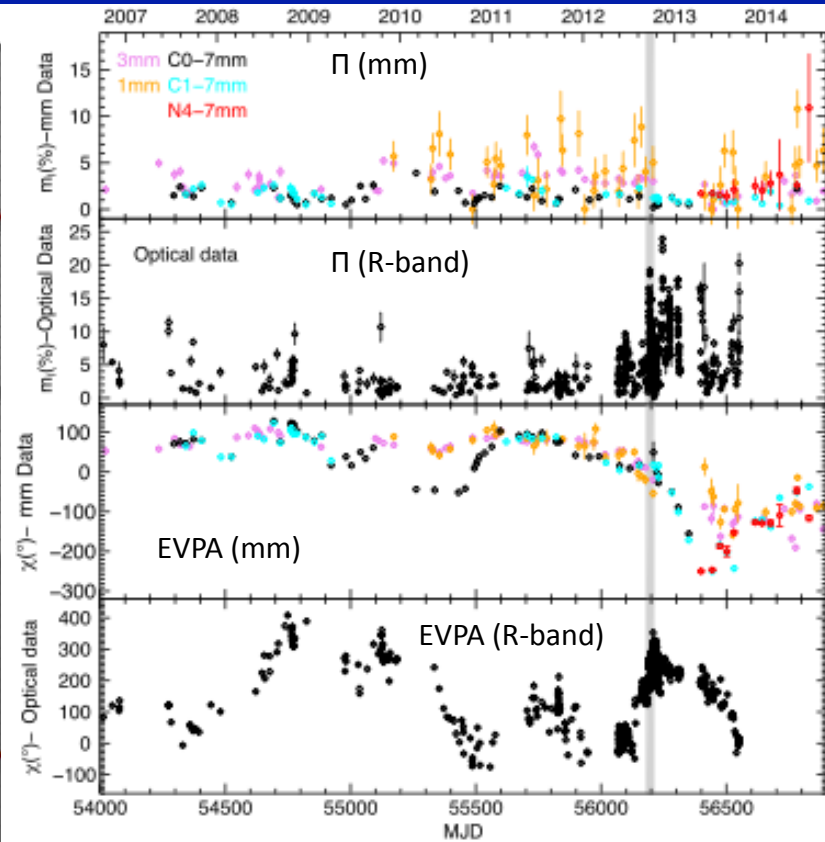 2007 2008 2009 2010 2011 2012 2013 2014
3mm C0-7mm
1mm C1-7mm
N4-7mm
Π (mm)
mₗ(%)-mm Data
15
10
5
0
Optical data
Π (R-band)
mₗ(%)-Optical Data
25
20
15
10
5
0
EVPA (mm)
χ(°)- mm Data
100
0
-100
-200
-300
EVPA (R-band)
χ(°)- Optical data
400
300
200
100
0
-100
54000 54500 55000 55500 56000 56500
MJD